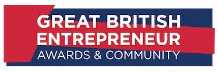 GREAT BRITISH
ENTREPRENEUR
AWARDS & COMMUNITY